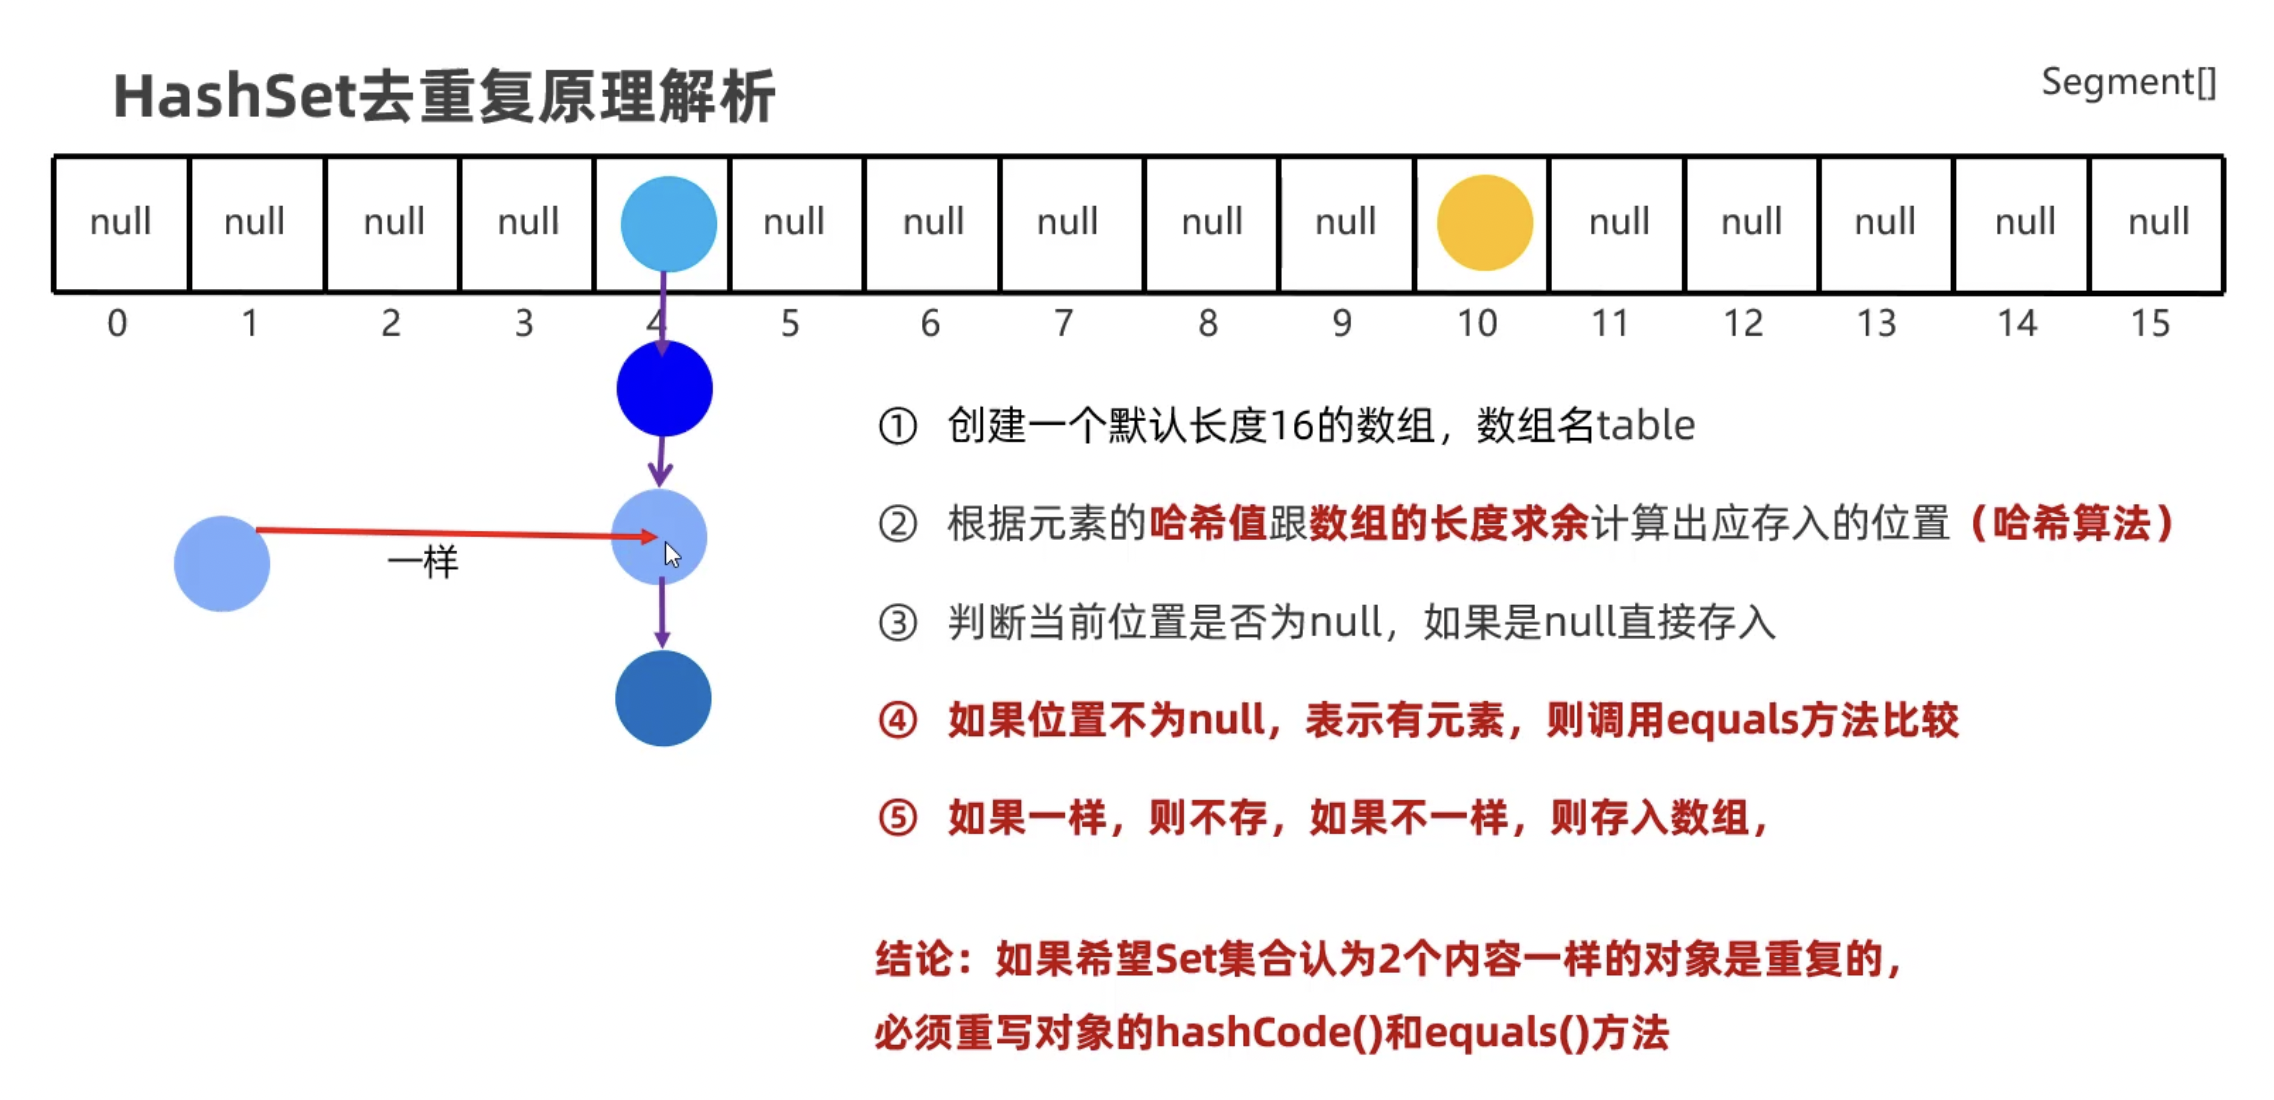 HashSet去重复原理解析
Segment[]
null null null null null null null null null null null null null null
0 1 2 3 4 5 6 7 8 9 10 11 12 13 14 15
① 创建一个默认长度16的数组，数组名table
② 根据元素的哈希值跟数组的长度求余计算出应存入的位置（哈希算法）
一样
③ 判断当前位置是否为null，如果是null直接存入
④ 如果位置不为null，表示有元素，则调用equals方法比较
⑤ 如果一样，则不存，如果不一样，则存入数组，
结论：如果希望Set集合认为2个内容一样的对象是重复的，
必须重写对象的hashCode()和equals()方法